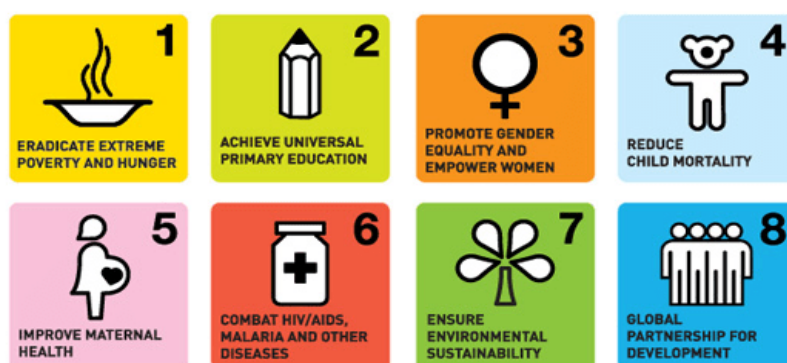 1
ERADICATE EXTREME
POVERTY AND HUNGER
2
ACHIEVE UNIVERSAL
PRIMARY EDUCATION
3
PROMOTE GENDER
EQUALITY AND
EMPOWER WOMEN
4
REDUCE
CHILD MORTALITY
5
IMPROVE MATERNAL
HEALTH
6
COMBAT HIV/AIDS,
MALARIA AND OTHER
DISEASES
7
ENSURE
ENVIRONMENTAL
SUSTAINABILITY
8
GLOBAL
PARTNERSHIP FOR
DEVELOPMENT